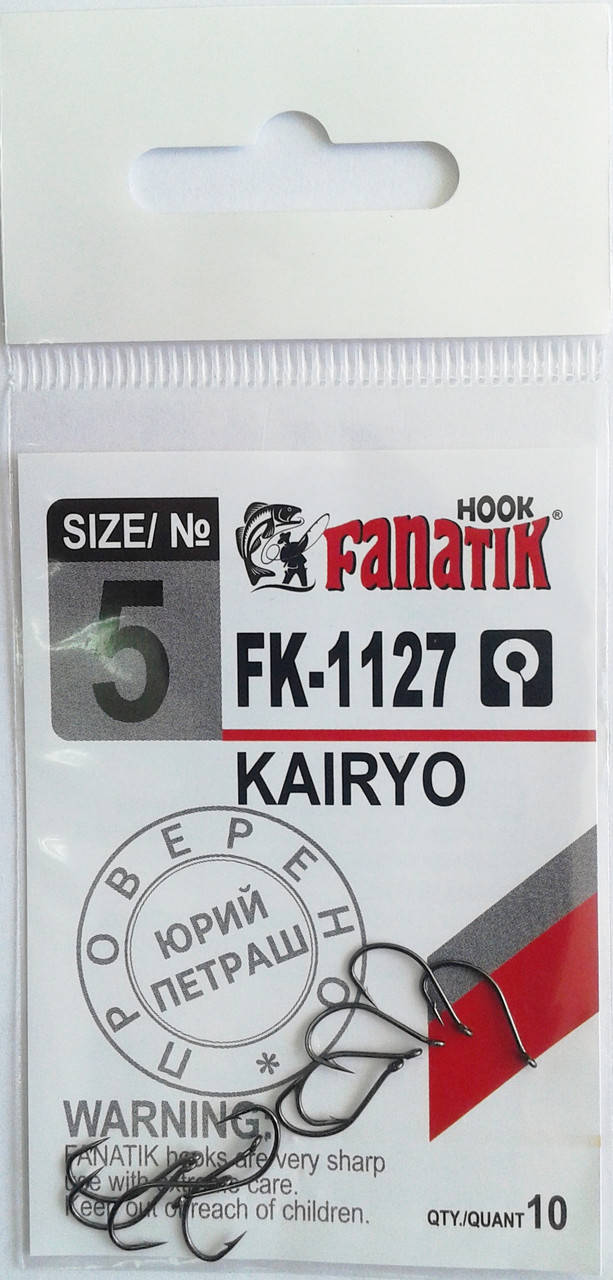 SIZE/ №
5
HOOK
Fanatik®
FK-1127
KAIRYO
ПРОВЕРЕНО *
ЮРИЙ
ПЕТРАШ
WARNING.
FANATIK hooks are very sharp
use with extreme care.
Keep out of reach of children.
QTY./QUANT 10